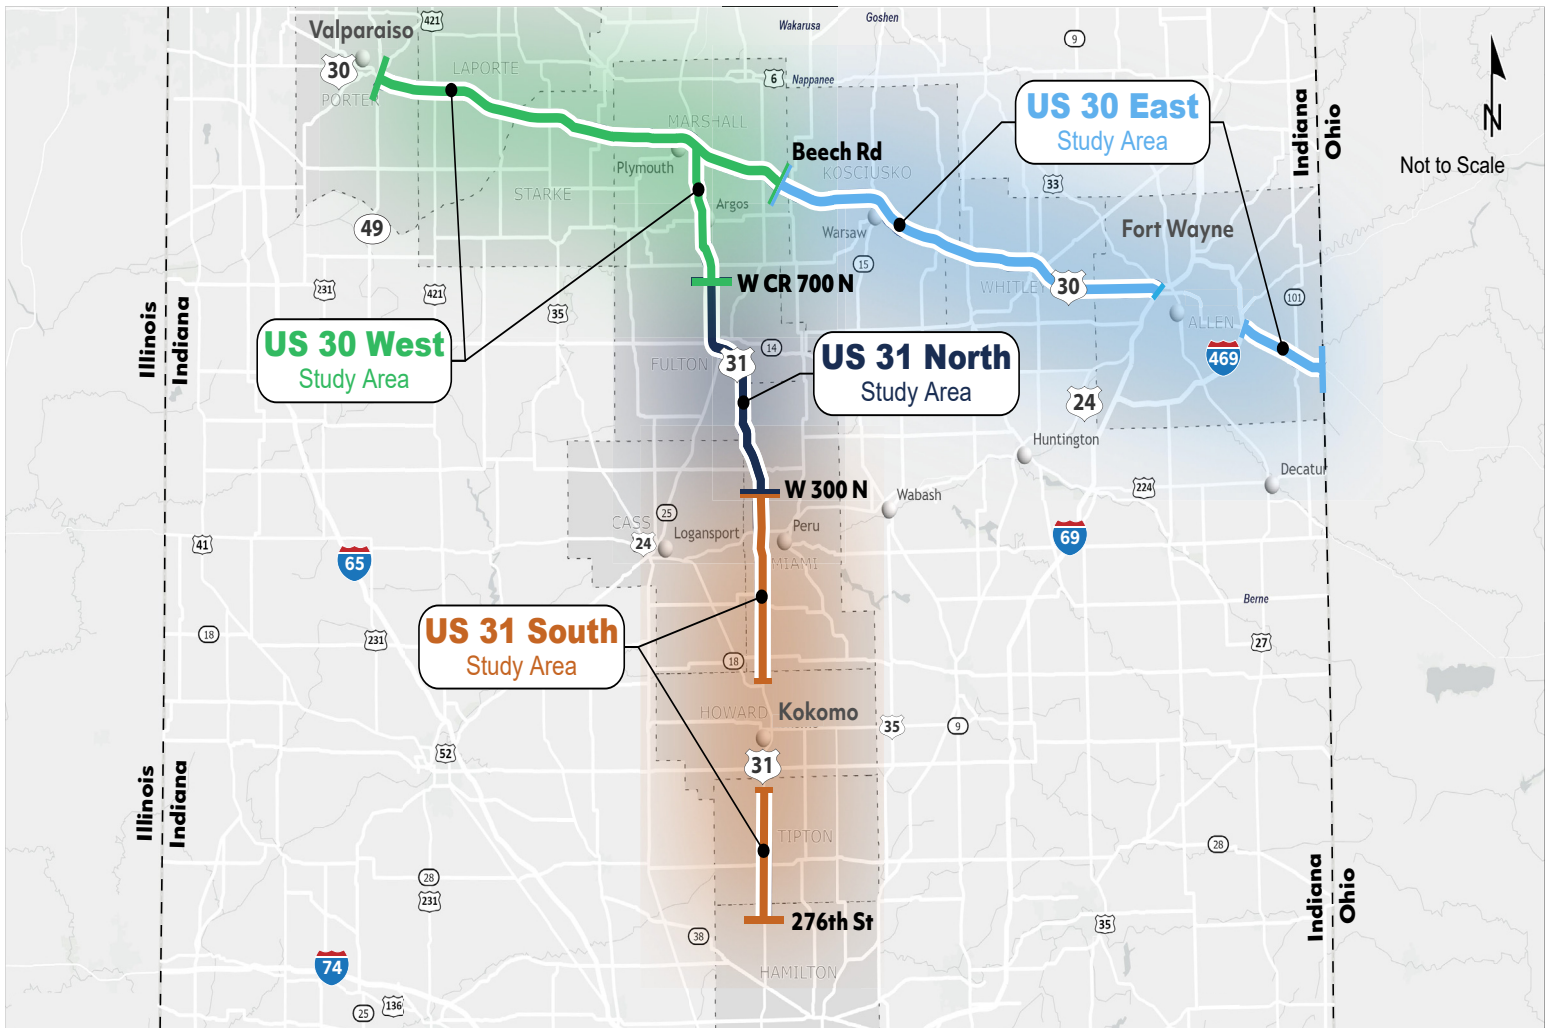 Wakarusa
Goshen
421
Valparaiso
9
30
LAPORTE
6
Nappanee
PORTER
US 30 East
Study Area
Indiana
Ohio
N
Not to Scale
MARSHALL
Beech Rd
Plymouth
KOSCIUSKO
STARKE
33
Argos
49
Warsaw
Fort Wayne
15
W CR 700 N
WHITLEY
30
231
421
101
35
ALLEN
Illinois
Indiana
US 30 West
Study Area
14
FULTON
31
US 31 North
Study Area
469
24
Huntington
Decatur
W 300 N
224
Wabash
CASS
25
24
Logansport
Peru
69
41
65
MIAMI
Berne
18
231
US 31 South
Study Area
27
18
HOWARD
Kokomo
35
9
52
31
Illinois
Indiana
TIPTON
28
28
231
Indiana
Ohio
276th St
35
38
74
HAMILTON
25
136